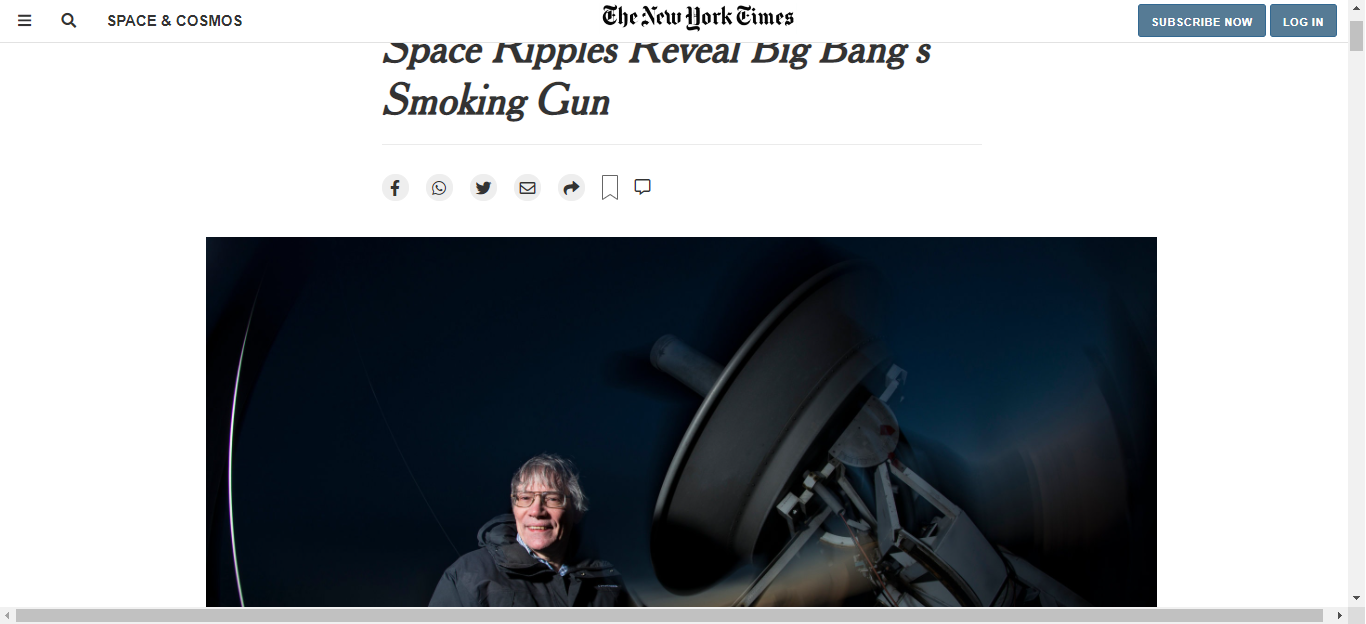 SPACE & COSMOS
The New York Times
SUBSCRIBE NOW
LOG IN
Space Ripples Reveal Big Bang's
Smoking Gun